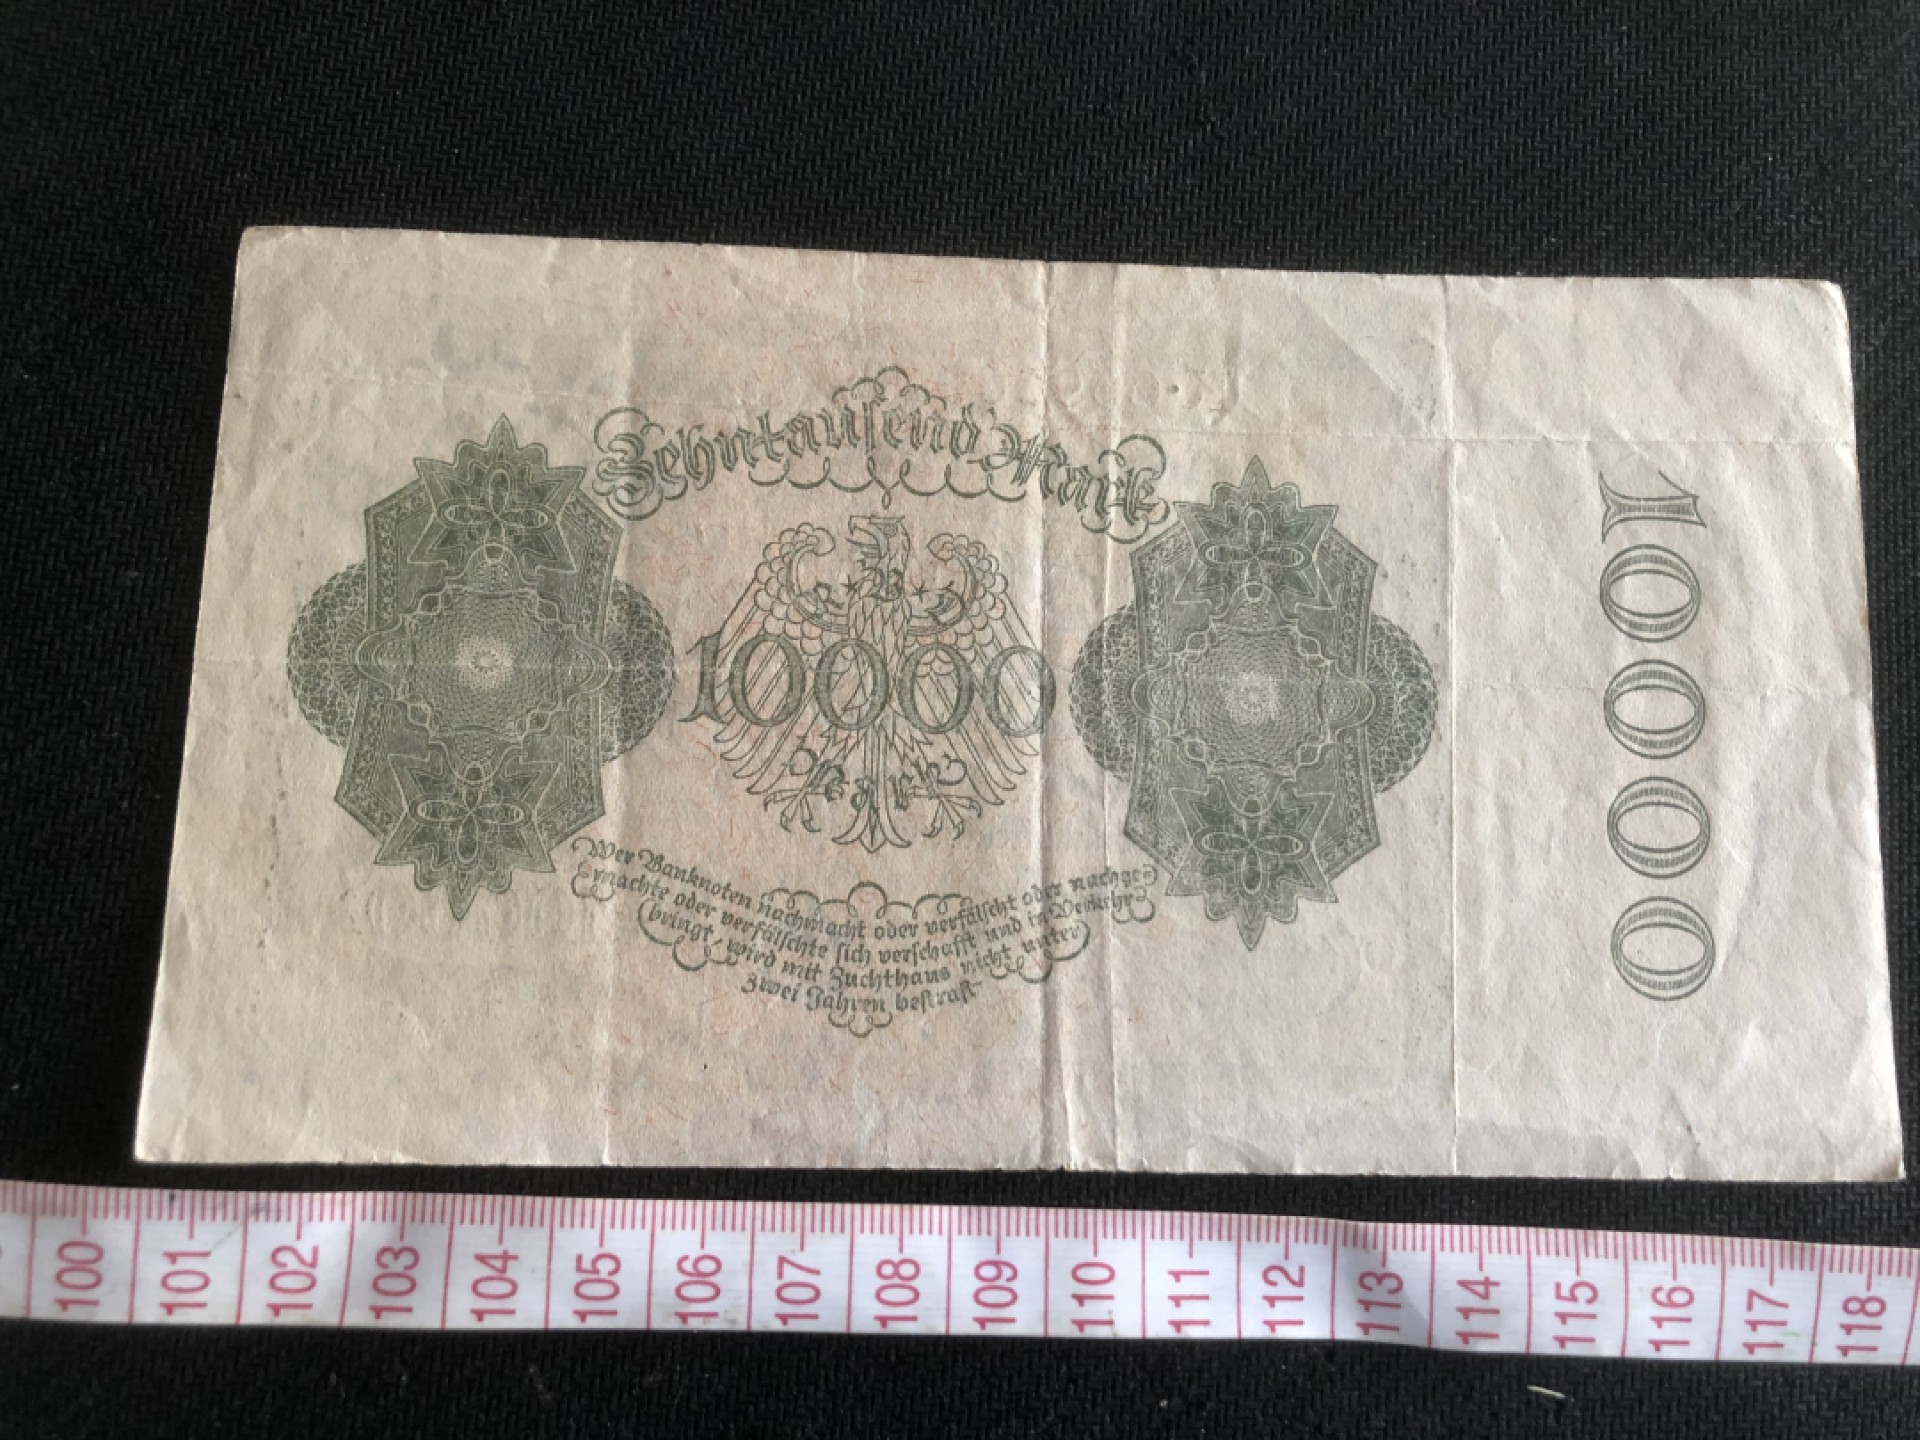 Zehntausend Mark
R B D
10000
Mark
Wer Banknoten nachmacht oder verfälscht oder nachge-
machte oder verfälschte sich verschafft und in Verkehr
bringt, wird mit Zuchthaus nicht unter
zwei Jahren bestraft
10000
100 101 102 103 104 105 106 107 108 109 110 111 112 113 114 115 116 117 118